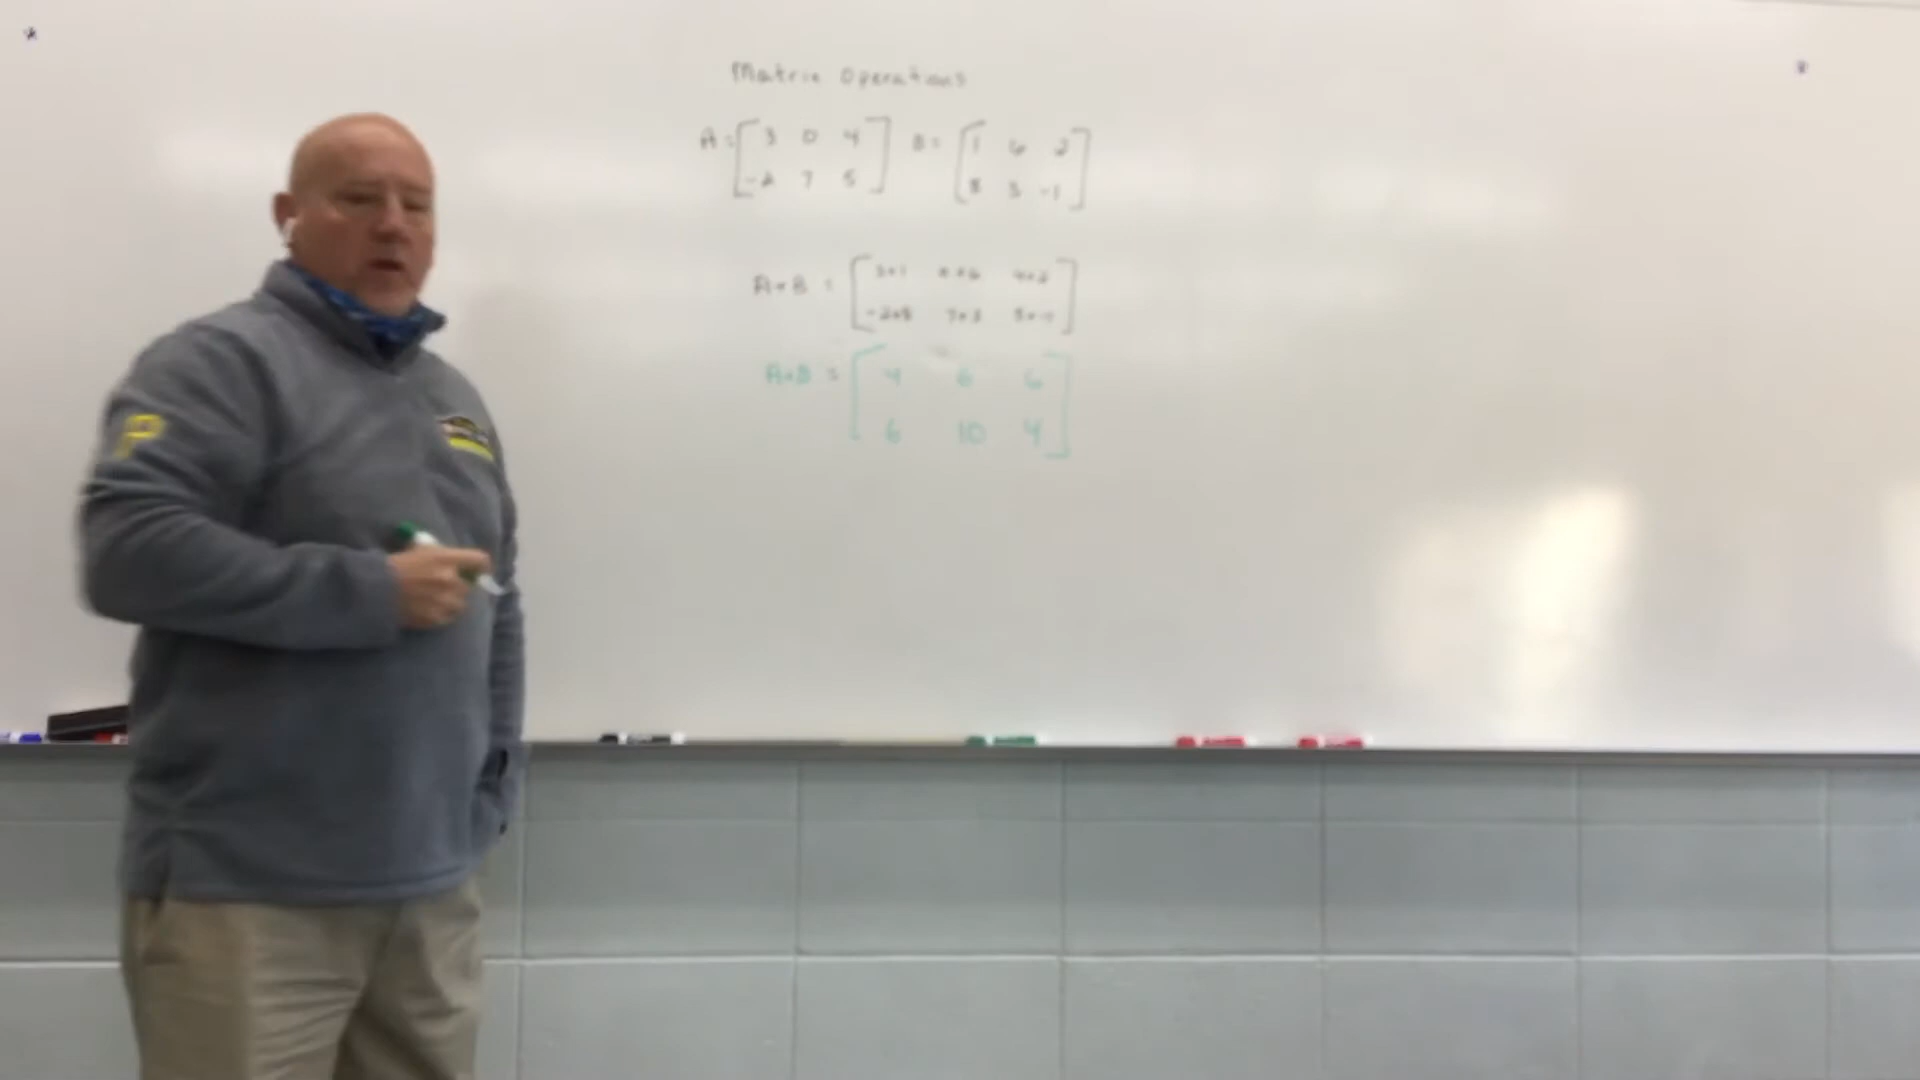 Matrix Operations
A = [ 3 0 4 B = [ 1 6 2
-2 7 5 ] 8 3 -1 ]
A+B = [ 3+1 0+6 4+2
-2+8 7+3 5+-1 ]
A+B = [ 4 6 6
6 10 4 ]
P